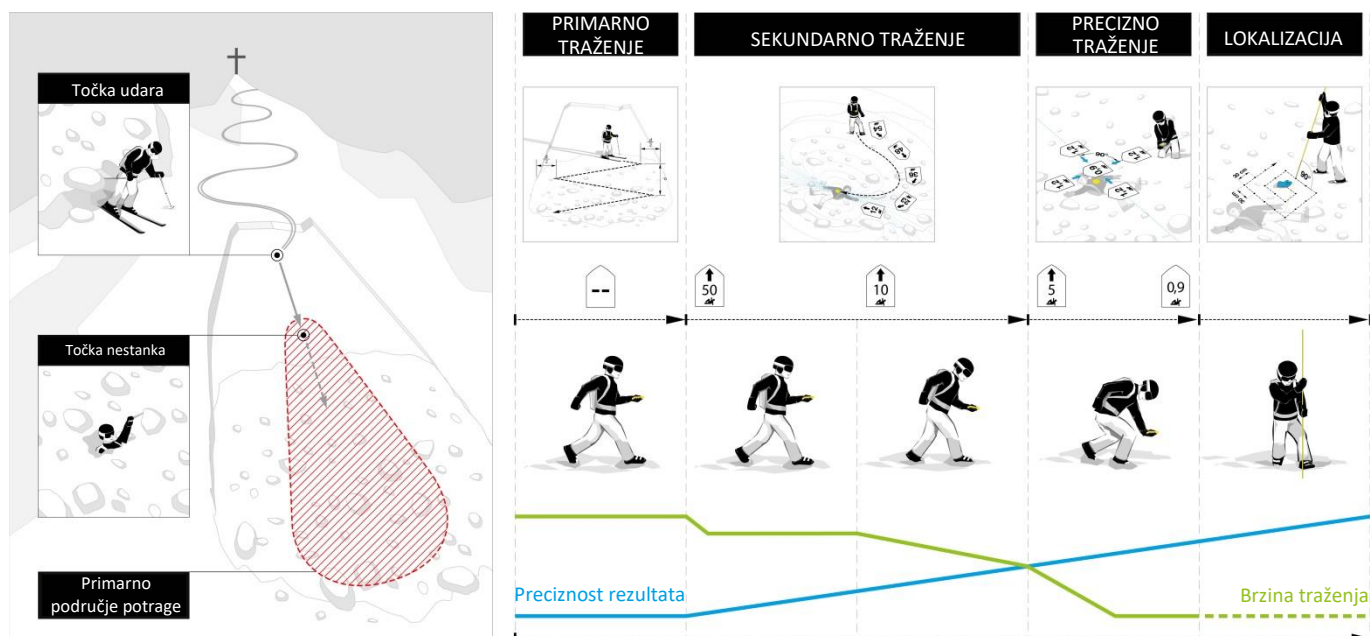 Točka udara
Točka nestanka
Primarno
područje potrage
PRIMARNO
TRAŽENJE
SEKUNDARNO TRAŽENJE
PRECIZNO
TRAŽENJE
LOKALIZACIJA
--
50
10
5
0,9
Preciznost rezultata
Brzina traženja